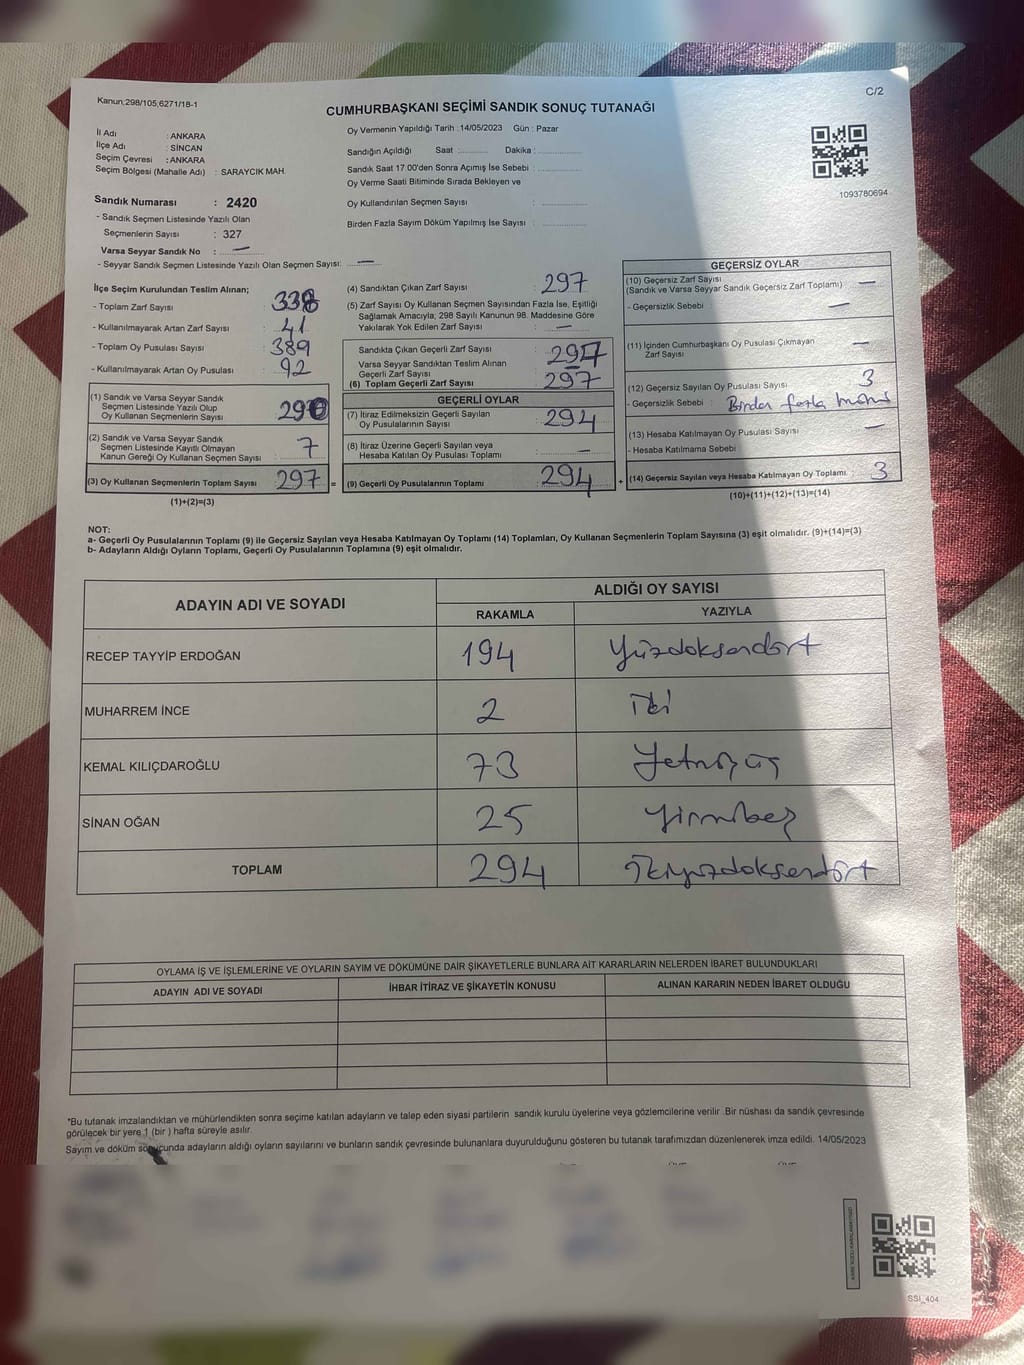 Kanun;298/105,6271/18-1
C/2
CUMHURBAŞKANI SEÇİMİ SANDIK SONUÇ TUTANAĞI
İl Adı : ANKARA
İlçe Adı : SİNCAN
Seçim Çevresi : ANKARA
Seçim Bölgesi (Mahalle Adı) : SARAYCIK MAH.
Oy Vermenin Yapıldığı Tarih : 14/05/2023 Gün : Pazar
Sandığın Açıldığı Saat : Dakika :
Sandık Saat 17.00'den Sonra Açımış İse Sebebi :
Oy Verme Saati Bitiminde Sırada Bekleyen ve
Oy Kullandırılan Seçmen Sayısı :
Birden Fazla Sayım Döküm Yapılmış İse Sayısı :
1093780694
Sandık Numarası : 2420
- Sandık Seçmen Listesinde Yazılı Olan
Seçmenlerin Sayısı : 327
Varsa Seyyar Sandık No : —
- Seyyar Sandık Seçmen Listesinde Yazılı Olan Seçmen Sayısı: —
İlçe Seçim Kurulundan Teslim Alınan;
- Toplam Zarf Sayısı : 338
- Kullanılmayarak Artan Zarf Sayısı : 41
- Toplam Oy Pusulası Sayısı : 389
- Kullanılmayarak Artan Oy Pusulası : 92
(1) Sandık ve Varsa Seyyar Sandık
Seçmen Listesinde Yazılı Olup
Oy Kullanan Seçmenlerin Sayısı : 290
(2) Sandık ve Varsa Seyyar Sandık
Seçmen Listesinde Kayıtlı Olmayan
Kanun Gereği Oy Kullanan Seçmen Sayısı : 7
(3) Oy Kullanan Seçmenlerin Toplam Sayısı : 297 =
(1)+(2)=(3)
(4) Sandıktan Çıkan Zarf Sayısı : 297
(5) Zarf Sayısı Oy Kullanan Seçmen Sayısından Fazla İse, Eşitliği
Sağlamak Amacıyla; 298 Sayılı Kanunun 98. Maddesine Göre
Yakılarak Yok Edilen Zarf Sayısı : —
Sandıkta Çıkan Geçerli Zarf Sayısı : 297
Varsa Seyyar Sandıktan Teslim Alınan
Geçerli Zarf Sayısı : —
(6) Toplam Geçerli Zarf Sayısı : 297
GEÇERLİ OYLAR
(7) İtiraz Edilmeksizin Geçerli Sayılan
Oy Pusulalarının Sayısı : 294
(8) İtiraz Üzerine Geçerli Sayılan veya
Hesaba Katılan Oy Pusulası Toplamı : —
(9) Geçerli Oy Pusulalarının Toplamı : 294 +
GEÇERSİZ OYLAR
(10) Geçersiz Zarf Sayısı : —
(Sandık ve Varsa Seyyar Sandık Geçersiz Zarf Toplamı)
- Geçersizlik Sebebi : —
(11) İçinden Cumhurbaşkanı Oy Pusulası Çıkmayan
Zarf Sayısı : —
(12) Geçersiz Sayılan Oy Pusulası Sayısı : 3
- Geçersizlik Sebebi : Birden fazla mühür
(13) Hesaba Katılmayan Oy Pusulası Sayısı : —
- Hesaba Katılmama Sebebi :
(14) Geçersiz Sayılan veya Hesaba Katılmayan Oy Toplamı : 3
(10)+(11)+(12)+(13)=(14)
NOT:
a- Geçerli Oy Pusulalarının Toplamı (9) ile Geçersiz Sayılan veya Hesaba Katılmayan Oy Toplamı (14) Toplamları, Oy Kullanan Seçmenlerin Toplam Sayısına (3) eşit olmalıdır. (9)+(14)=(3)
b- Adayların Aldığı Oyların Toplamı, Geçerli Oy Pusulalarının Toplamına (9) eşit olmalıdır.
ADAYIN ADI VE SOYADI
ALDIĞI OY SAYISI
RAKAMLA YAZIYLA
RECEP TAYYİP ERDOĞAN 194 Yüzdoksandört
MUHARREM İNCE 2 İki
KEMAL KILIÇDAROĞLU 73 Yetmişüç
SİNAN OĞAN 25 Yirmibeş
TOPLAM 294 İkiyüzdoksandört
OYLAMA İŞ VE İŞLEMLERİNE VE OYLARIN SAYIM VE DÖKÜMÜNE DAİR ŞİKAYETLERLE BUNLARA AİT KARARLARIN NELERDEN İBARET BULUNDUKLARI
ADAYIN ADI VE SOYADI İHBAR İTİRAZ VE ŞİKAYETİN KONUSU ALINAN KARARIN NEDEN İBARET OLDUĞU
*Bu tutanak imzalandıktan ve mühürlendikten sonra seçime katılan adayların ve talep eden siyasi partilerin sandık kurulu üyelerine veya gözlemcilerine verilir. Bir nüshası da sandık çevresinde
görülecek bir yere 1 (bir ) hafta süreyle asılır.
Sayım ve döküm sonucunda adayların aldığı oyların sayılarını ve bunların sandık çevresinde bulunanlara duyurulduğunu gösteren bu tutanak tarafımızdan düzenlenerek imza edildi. 14/05/2023
SSI_404